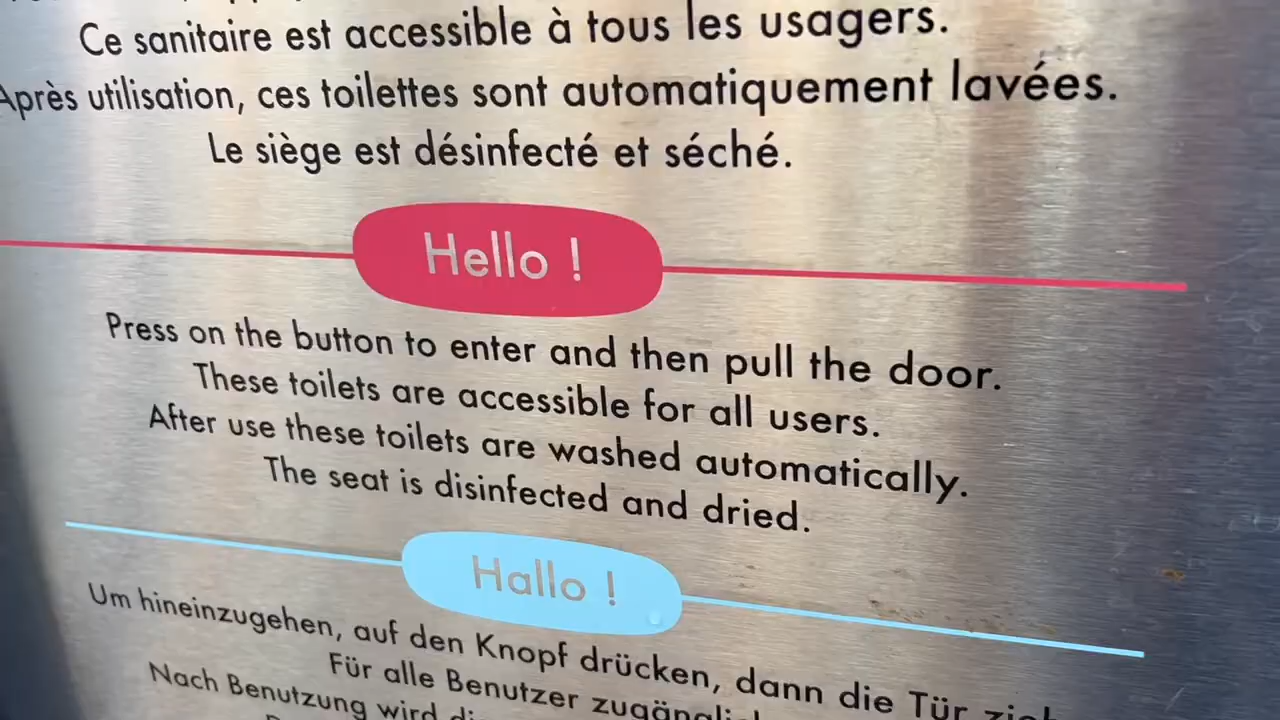 Ce sanitaire est accessible à tous les usagers.
Après utilisation, ces toilettes sont automatiquement lavées.
Le siège est désinfecté et séché.
Hello !
Press on the button to enter and then pull the door.
These toilets are accessible for all users.
After use these toilets are washed automatically.
The seat is disinfected and dried.
Hallo !
Um hineinzugehen, auf den Knopf drücken, dann die Tür
Für alle Benutzer
Nach Benutzung wird